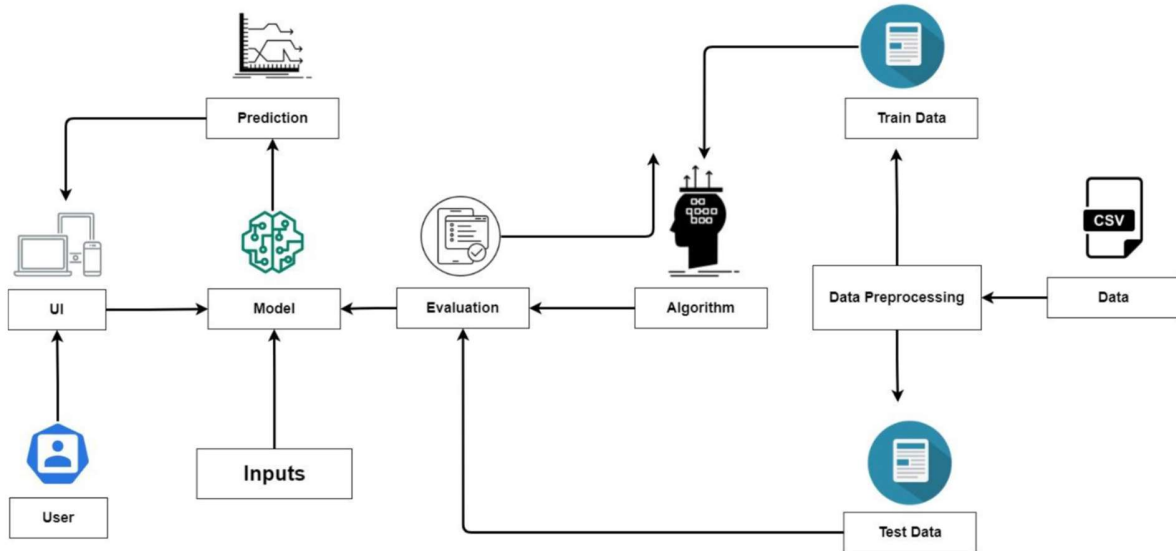 Prediction
Train Data
CSV
UI
Model
Evaluation
Algorithm
Data Preprocessing
Data
Inputs
User
Test Data